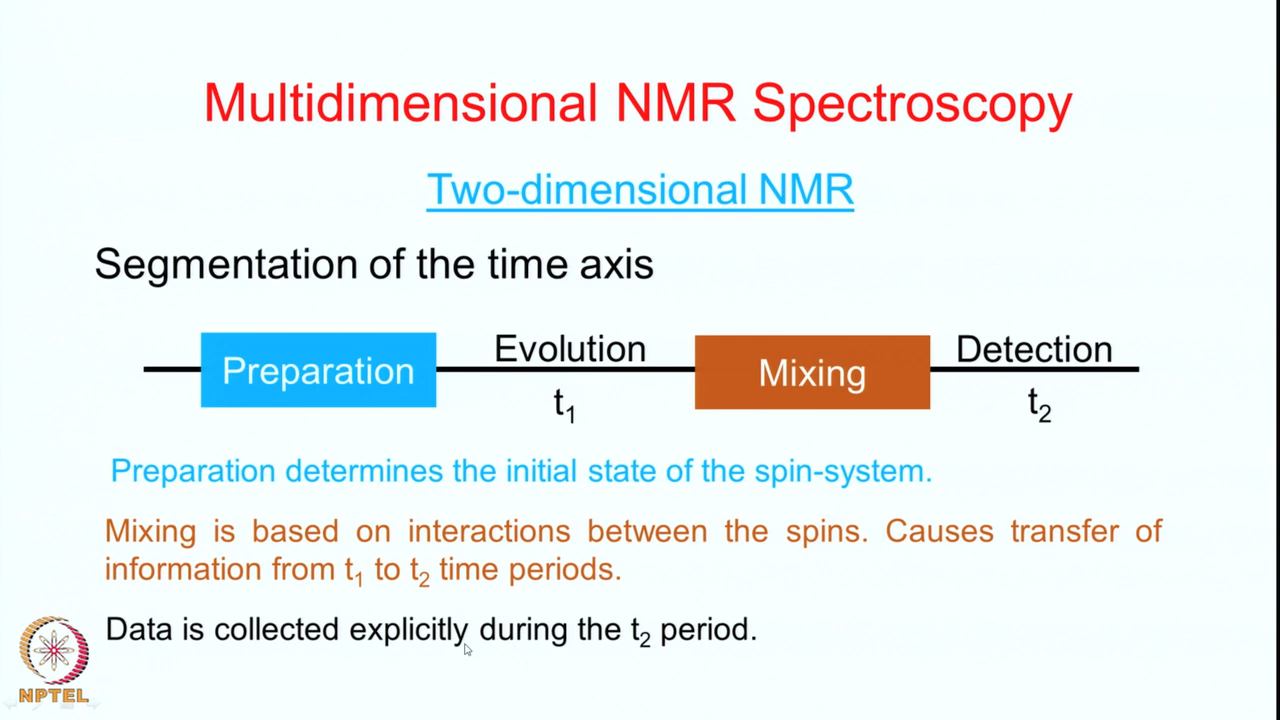 Multidimensional NMR Spectroscopy
Two-dimensional NMR
Segmentation of the time axis
Preparation
Evolution
t₁
Mixing
Detection
t₂
Preparation determines the initial state of the spin-system.
Mixing is based on interactions between the spins. Causes transfer of
information from t₁ to t₂ time periods.
Data is collected explicitly during the t₂ period.
NPTEL